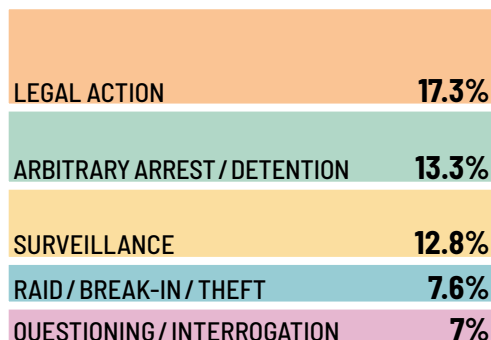 LEGAL ACTION 17.3%
ARBITRARY ARREST / DETENTION 13.3%
SURVEILLANCE 12.8%
RAID / BREAK-IN / THEFT 7.6%
QUESTIONING / INTERROGATION 7%